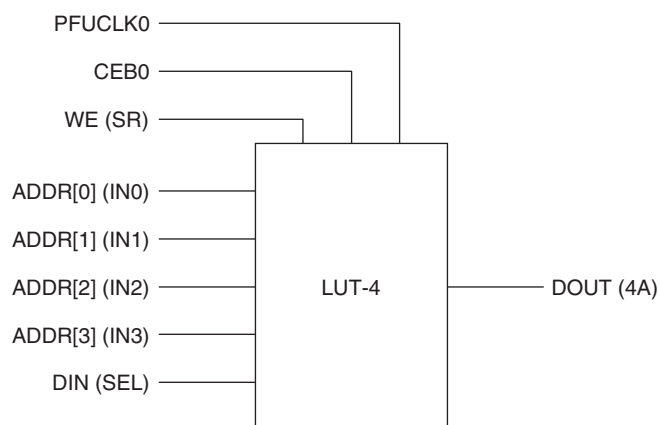 PFUCLK0
CEB0
WE (SR)
ADDR[0] (IN0)
ADDR[1] (IN1)
ADDR[2] (IN2)
LUT-4
DOUT (4A)
ADDR[3] (IN3)
DIN (SEL)